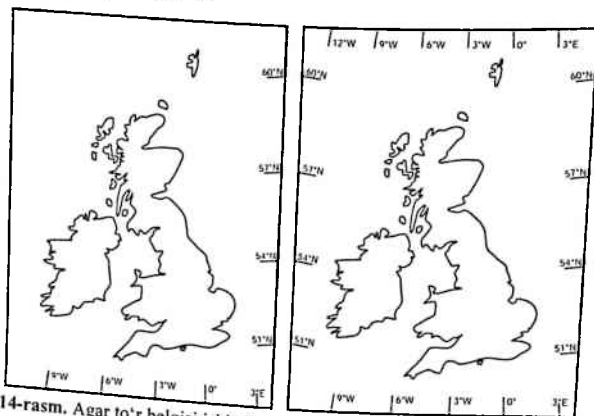 12°W 9°W 6°W 3°W 0° 3°E
60°N 60°N 60°N
57°N 57°N 57°N
54°N 54°N 54°N
51°N 51°N 51°N
9°W 6°W 3°W 0° 3°E 9°W 6°W 3°W 0° 3°E
14-rasm. Agar to'r belgisi